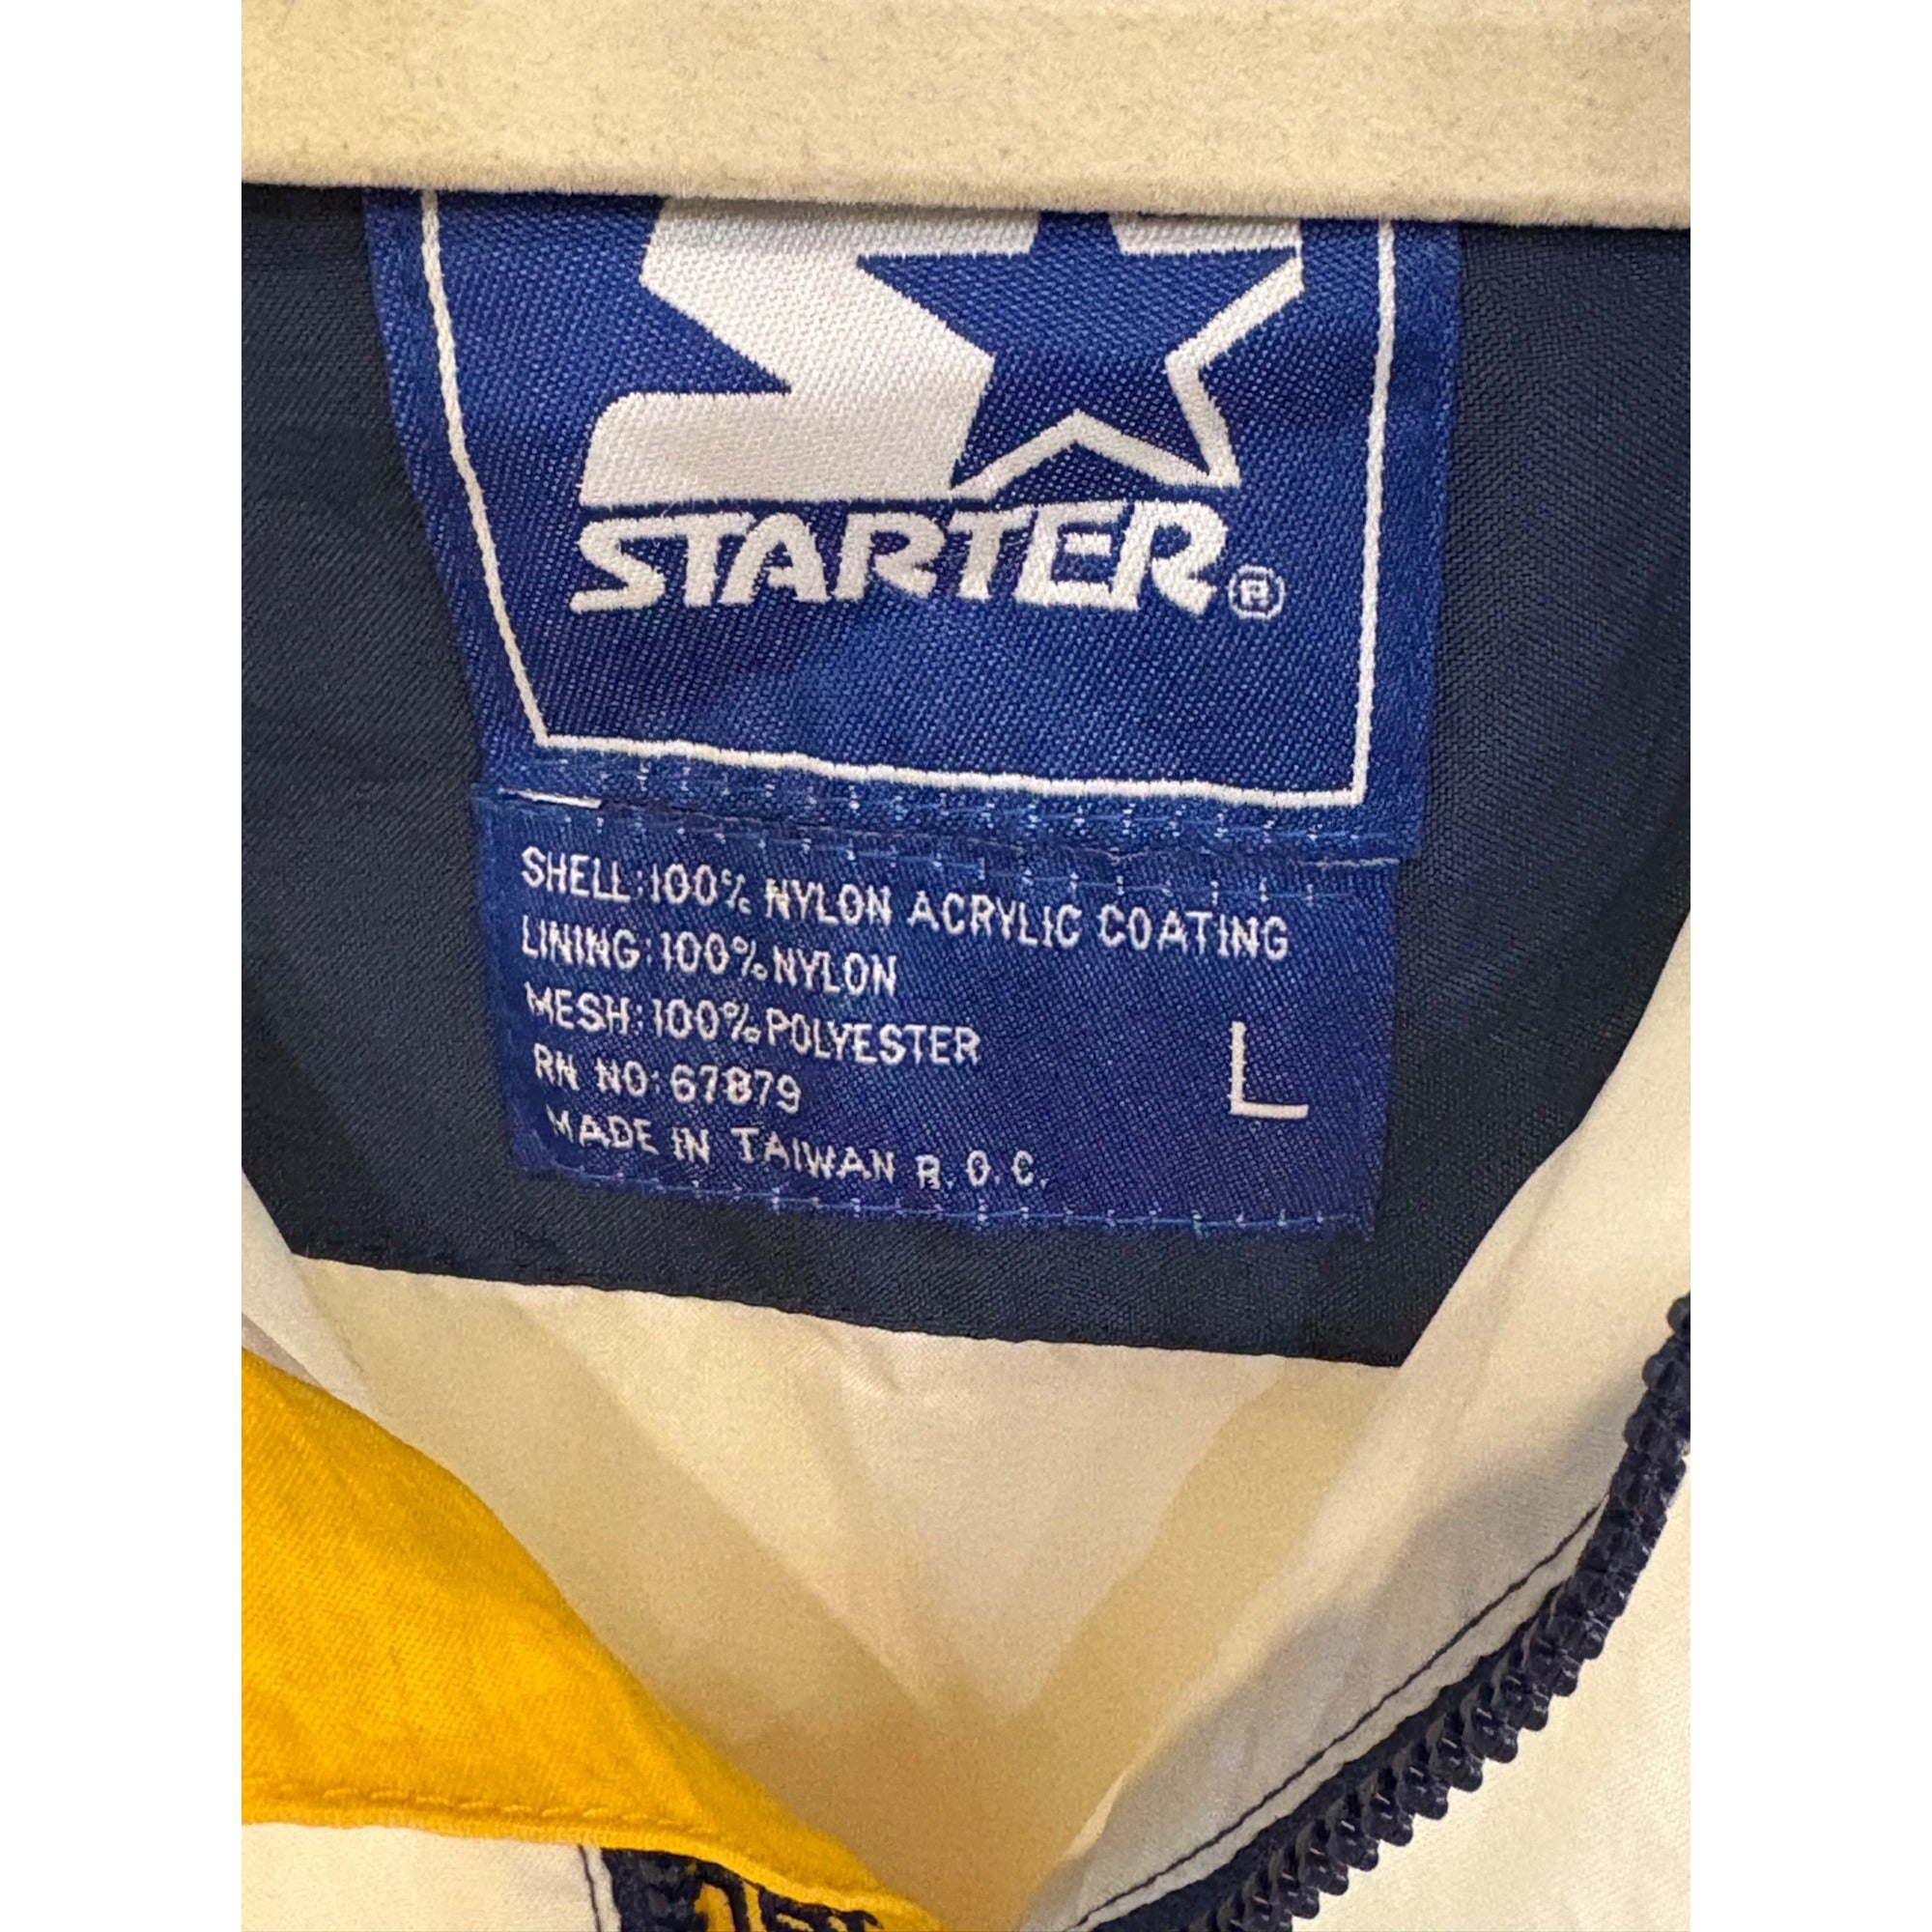 STARTER®
SHELL:100% NYLON ACRYLIC COATING
LINING:100%NYLON
MESH:100%POLYESTER
RN NO:67879
L
MADE IN TAIWAN R.O.C.